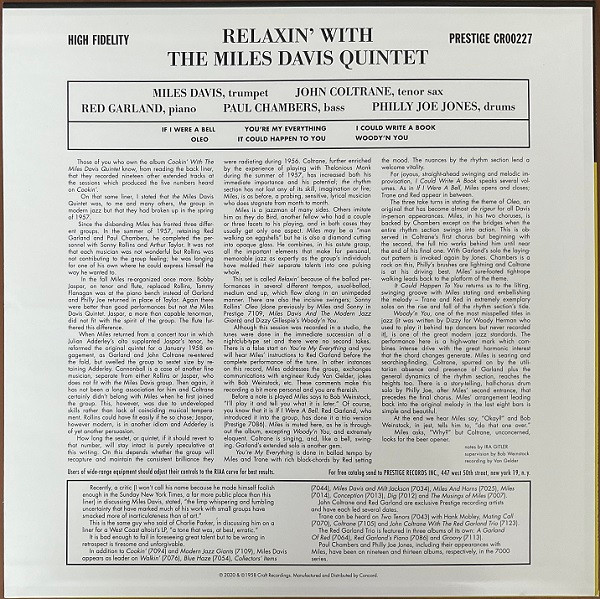 HIGH FIDELITY
RELAXIN' WITH
THE MILES DAVIS QUINTET
PRESTIGE CR00227
MILES DAVIS, trumpet JOHN COLTRANE, tenor sax
RED GARLAND, piano PAUL CHAMBERS, bass PHILLY JOE JONES, drums
IF I WERE A BELL YOU'RE MY EVERYTHING I COULD WRITE A BOOK
OLEO IT COULD HAPPEN TO YOU WOODY'N YOU
Those of you who own the album Cookin' With The
Miles Davis Quintet know, from reading the back liner,
that they recorded nineteen other extended tracks at
the sessions which produced the five numbers heard
on Cookin'.
On that same liner, I stated that the Miles Davis
Quintet was, to me and many others, the group in
modern jazz but that they had broken up in the spring
of 1957.
Since the disbanding Miles has fronted three differ-
ent groups. In the summer of 1957, retaining Red
Garland and Paul Chambers, he completed the per-
sonnel with Sonny Rollins and Arthur Taylor. It was not
that each musician was not wonderful but Rollins was
not contributing to the group feeling; he was longing
for one of his own where he could express himself the
way he wanted to.
In the fall Miles re-organized once more. Bobby
Jaspar, on tenor and flute, replaced Rollins, Tommy
Flanagan was at the piano bench instead of Garland
and Philly Joe returned in place of Taylor. Again there
were better than good performances but not the Miles
Davis Quintet. Jaspar, a more than capable tenorman,
did not fit with the spirit of the group. The flute fur-
thered this difference.
When Miles returned from a concert tour in which
Julian Adderley's alto supplanted Jaspar's tenor, he
reformed the original quintet for a January 1958 en-
gagement, as Garland and John Coltrane re-entered
the fold, but swelled the group to sextet size by re-
taining Adderley. Cannonball is a case of another fine
musician, separate from either Rollins or Jaspar, who
does not fit with the Miles Davis group. Then again, it
has not been a long association for him and Coltrane
certainly didn't belong with Miles when he first joined
the group. This, however, was due to undeveloped
skills rather than lack of coinciding musical tempera-
ment. Rollins could have easily fit if he so chose; Jaspar,
however modern, is in another idiom and Adderley is
of yet another persuasion.
How long the sextet, or quintet, if it should revert to
that number, will stay intact is purely speculative at
this writing. On this depends whether the group will
recapture and maintain the consistent brilliance they
were radiating during 1956. Coltrane, further enriched
by the experience of playing with Thelonious Monk
during the summer of 1957, has increased both his
immediate importance and his potential; the rhythm
section has not lost any of its skill, imagination or fire;
Miles, is as before, a probing, sensitive, lyrical musician
who does stagnate from month to month.
Miles is a jazzman of many sides. Others imitate
him as they do Bird, another fellow who had a couple
or three facets to his playing, and in both cases they
usually get only one aspect. Miles may be a "man
walking on eggshells" but he is also a diamond cutting
into opaque glass. He combines, in his astute group,
all the important elements that make for personal,
memorable jazz as expertly as the group's individuals
have molded their separate talents into one pulsing
whole.
This set is called Relaxin' because of the ballad per-
formances in several different tempos, usual-ballad,
medium and up, which flow along in an untroubled
manner. There are also the incisive swingers; Sonny
Rollins' Oleo (done previously by Miles and Sonny in
Prestige 7109, Miles Davis And The Modern Jazz
Giants) and Dizzy Gillespie's Woody'n You.
Although this session was recorded in a studio, the
tunes were done in the immediate succession of a
nightclub-type set and there were no second takes.
There is a false start on You're My Everything and you
will hear Miles' instructions to Red Garland before the
complete performance of the tune. In other instances
on this record, Miles addresses the group, exchanges
communications with engineer Rudy Van Gelder, jokes
with Bob Weinstock, etc. These comments make this
recording a bit more personal and you are therein.
Before a note is played Miles says to Bob Weinstock,
"I'll play it and tell you what it is later." Of course,
you know that it is If I Were A Bell. Red Garland, who
introduced it into the group, has done it a trio version
(Prestige 7086). Miles is muted here, as he is through-
out the album, excepting Woody'n You, and extremely
eloquent. Coltrane is singing, and, like a bell, swing-
ing. Garland's extended solo is another gem.
You're My Everything is done in ballad tempo by
Miles and Trane with rich block-chords by Red setting
the mood. The nuances by the rhythm section lend a
welcome vitality.
For joyous, straight-ahead swinging and melodic im-
provisation, I Could Write A Book speaks several vol-
umes. As in If I Were A Bell, Miles opens and closes;
Trane and Red appear in between.
The three take turns in stating the theme of Oleo, an
original that has become almost de rigeur for all Davis
in-person appearances. Miles, in his two choruses, is
backed by Chambers except on the bridges when the
entire rhythm section swings into action. This is ob-
served in Coltrane's first chorus but beginning with
the second, the full trio works behind him until near
the end of his final one. With Garland's solo the laying-
out pattern is invoked again by Jones. Chambers is a
rock on this, Philly's brushes are lightning and Coltrane
is at his driving best. Miles' sure-footed tightrope
walking leads back to the platform of the theme.
It Could Happen To You returns us to the lilting,
swinging groove with Miles stating and embellishing
the melody – Trane and Red in extremely exemplary
solos on the rise and fall of the rhythm section's tide.
Woody'n You, one of the most mispelled titles in
jazz (it was written by Dizzy for Woody Herman who
used to play it behind tap dancers but never recorded
it), is one of the great modern jazz standards. The
performance here is a highwater mark which com-
bines intense drive with the great harmonic interest
that the chord changes generate. Miles is searing and
searching-finding. Coltrane, spurred on by the utili-
tarian absence and presence of Garland plus the
general dynamics of the rhythm section, reaches the
heights too. There is a story-telling, half-chorus drum
solo by Philly Joe, after Miles' second entrance, that
precedes the final chorus. Miles' arrangement leading
back into the original melody in the last eight bars is
simple and beautiful.
At the end we hear Miles say, "Okay!" and Bob
Weinstock, in jest, tells him to, "do that one over."
Miles asks, "Why?" but Coltrane, unconcerned,
looks for the beer opener.
notes by IRA GITLER
supervision by Bob Weinstock
recording by Van Gelder
Users of wide-range equipment should adjust their controls to the RIAA curve for best results. For free catalog send to PRESTIGE RECORDS INC., 447 west 50th street, new york 19, n. y.
Recently, a critic (I won't call his name because he made himself foolish
enough in the Sunday New York Times, a far more public place than this
liner) in discussing Miles Davis, stated, "the limp whimpering and fumbling
uncertainty that have marked much of his work with small groups have
smacked more of inarticulateness than of art."
This is the same guy who said of Charlie Parker, in discussing him on a
liner for a West Coast altoist's LP, "a tone that was, at best, erratic."
It is bad enough to fail in foreseeing great talent but to be wrong in
retrospect is tiresome and unforgivable.
In addition to Cookin' (7094) and Modern Jazz Giants (7109), Miles Davis
appears as leader on Walkin' (7076), Blue Haze (7054), Collectors' Items
(7044), Miles Davis and Milt Jackson (7034), Miles And Horns (7025), Miles
(7014), Conception (7013), Dig (7012) and The Musings of Miles (7007).
John Coltrane and Red Garland are exclusive Prestige recording artists
and have each led several dates.
Trane can be heard on Two Tenors (7043) with Hank Mobley, Mating Call
(7070), Coltrane (7105) and John Coltrane With The Red Garland Trio (7123).
The Red Garland Trio is featured in three albums of its own: A Garland
Of Red (7064), Red Garland's Piano (7086) and Groovy (7113).
Paul Chambers and Philly Joe Jones, including their appearances with
Miles, have been on nineteen and thirteen albums, respectively, in the 7000
series.
© 2020 & ℗ 1958 Craft Recordings. Manufactured and Distributed by Concord.